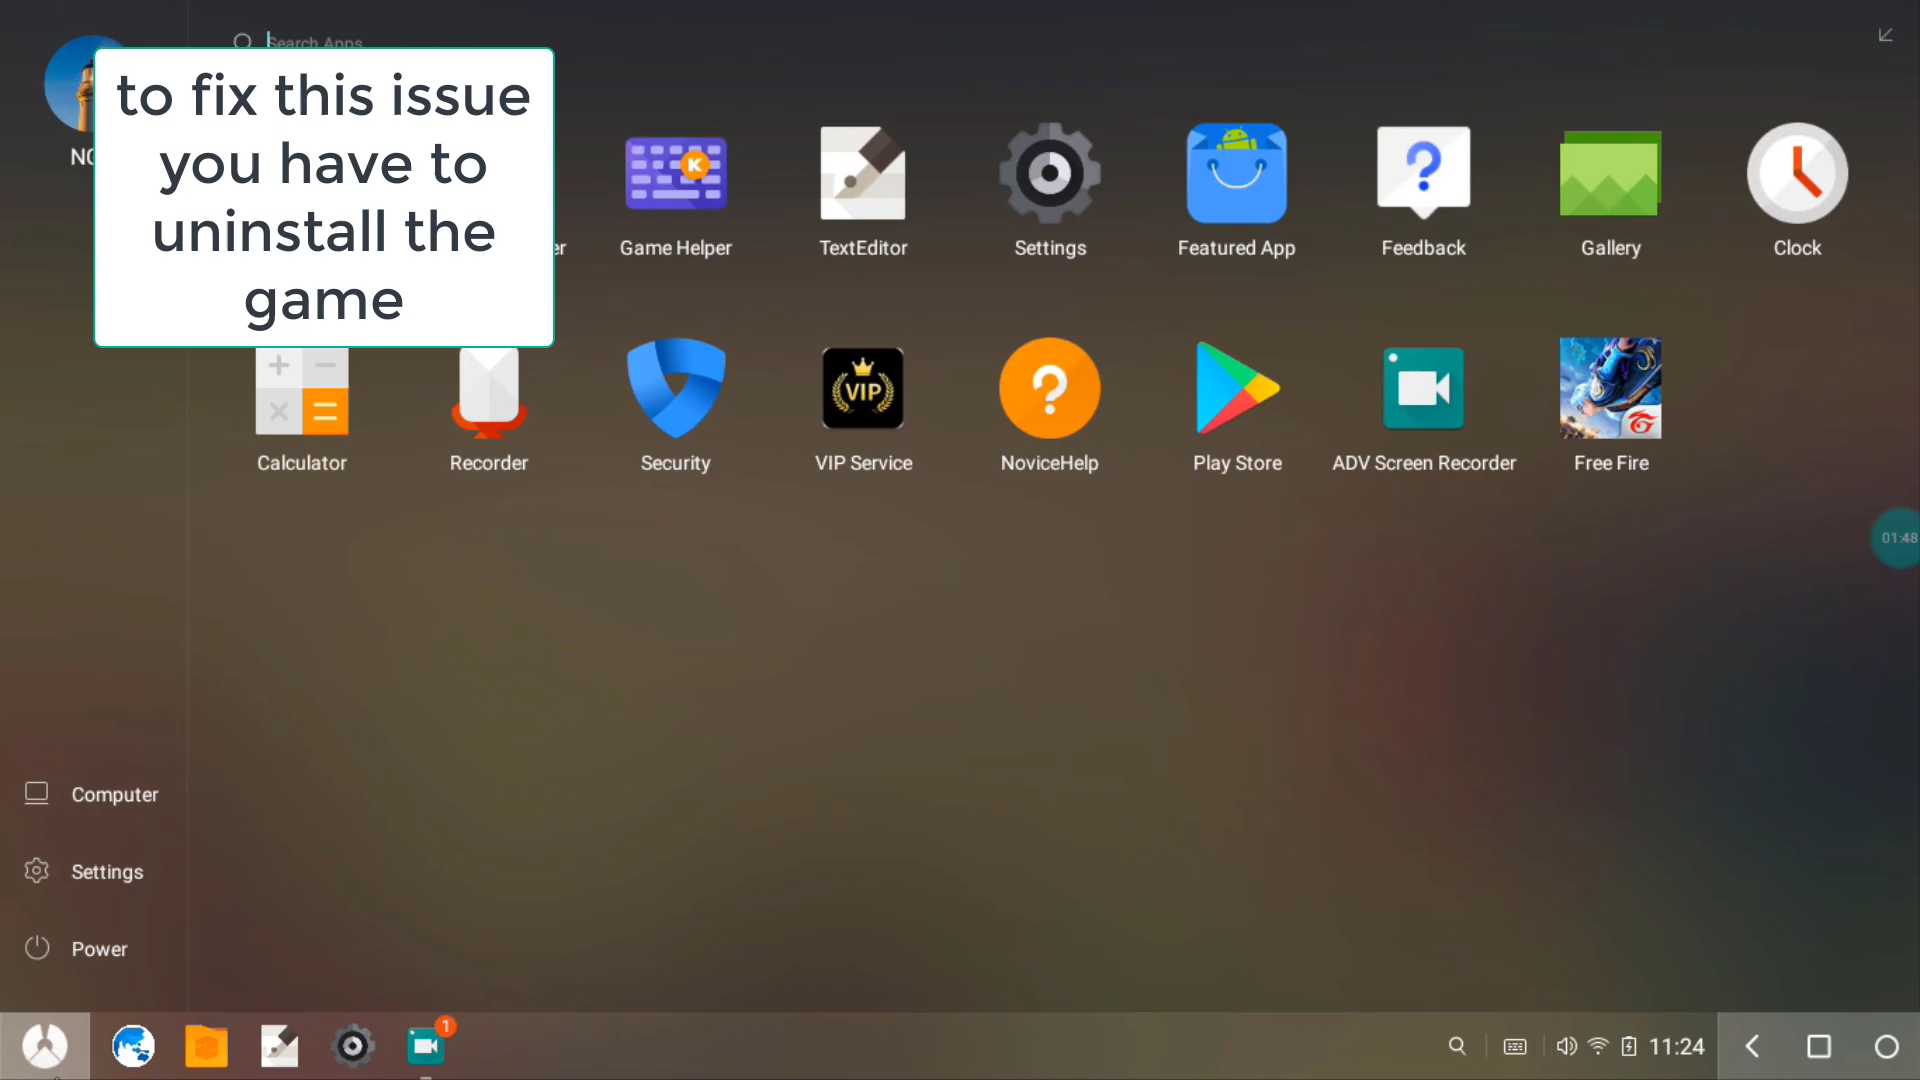 Search Apps
to fix this issue
you have to
uninstall the
game
Game Helper
TextEditor
Settings
Featured App
Feedback
Gallery
Clock
Calculator
Recorder
Security
VIP
VIP Service
NoviceHelp
Play Store
ADV Screen Recorder
Free Fire
01:48
Computer
Settings
Power
1
11:24